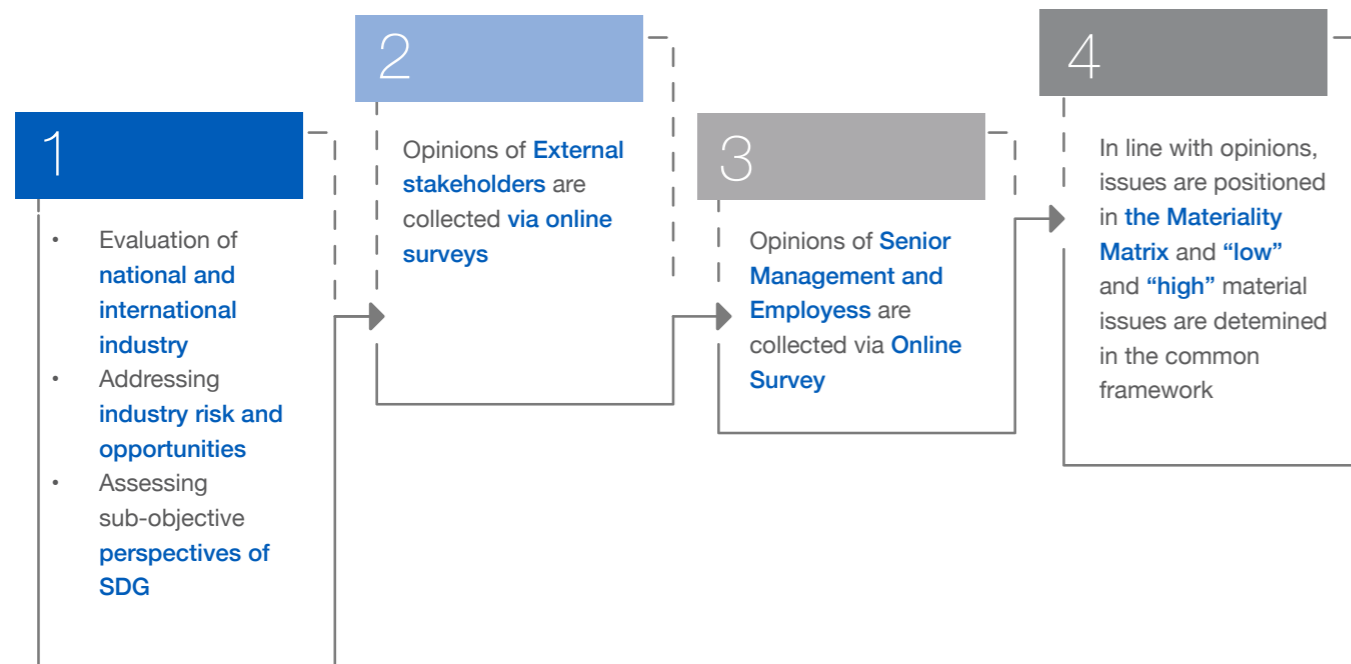 1
• Evaluation of
national and
international
industry
• Addressing
industry risk and
opportunities
• Assessing
sub-objective
perspectives of
SDG
2
Opinions of External
stakeholders are
collected via online
surveys
3
Opinions of Senior
Management and
Employess are
collected via Online
Survey
4
In line with opinions,
issues are positioned
in the Materiality
Matrix and “low”
and “high” material
issues are detemined
in the common
framework